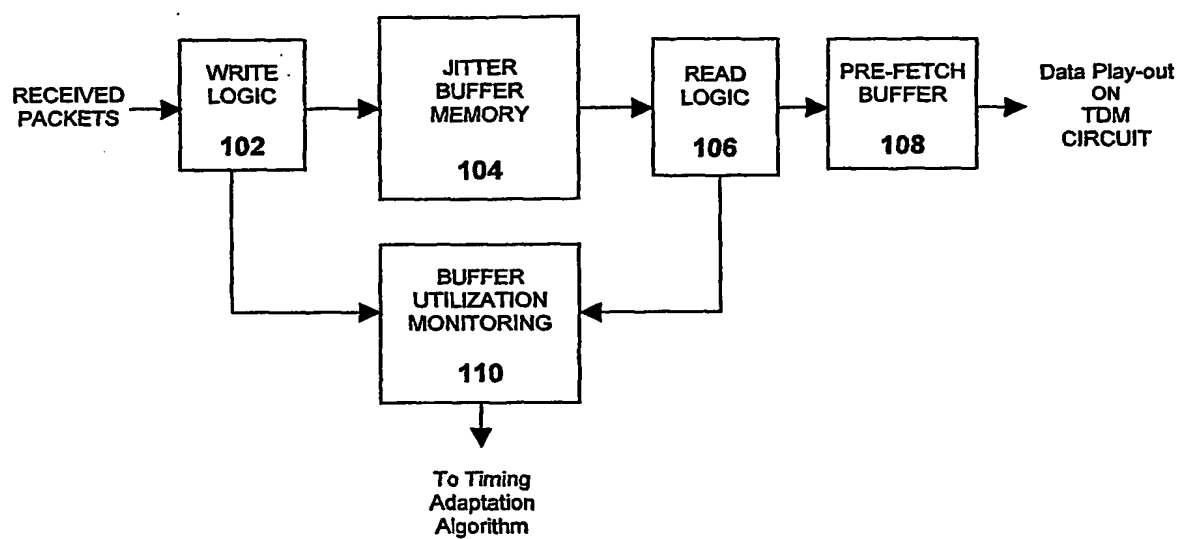 RECEIVED
PACKETS
WRITE
LOGIC
102
JITTER
BUFFER
MEMORY
104
READ
LOGIC
106
PRE-FETCH
BUFFER
108
Data Play-out
ON
TDM
CIRCUIT
BUFFER
UTILIZATION
MONITORING
110
To Timing
Adaptation
Algorithm